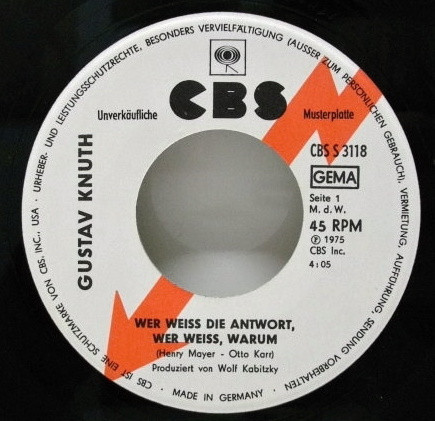 URHEBER- UND LEISTUNGSSCHUTZRECHTE, BESONDERS VERVIELFÄLTIGUNG (AUSSER ZUM PERSÖNLICHEN GEBRAUCH), VERMIETUNG, AUFFÜHRUNG, SENDUNG VORBEHALTEN
CBS
Unverkäufliche
Musterplatte
CBS S 3118
GEMA
Seite 1
M. d. W.
45 RPM
Ⓟ 1975
CBS Inc.
4:05
GUSTAV KNUTH
WER WEISS DIE ANTWORT,
WER WEISS, WARUM
(Henry Mayer - Otto Karr)
Produziert von Wolf Kabitzky
CBS IST EINE SCHUTZMARKE VON CBS, INC., USA ·
· MADE IN GERMANY ·